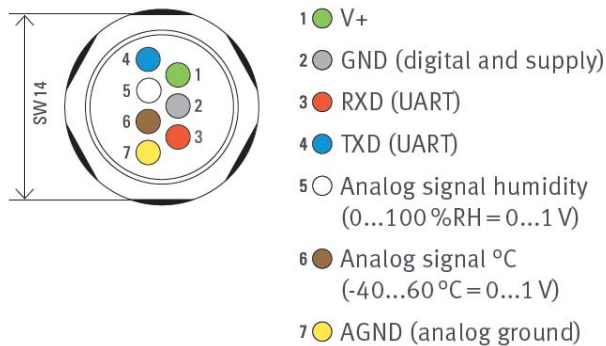 SW14
4
1
5
2
6
3
7
1 V+
2 GND (digital and supply)
3 RXD (UART)
4 TXD (UART)
5 Analog signal humidity
(0...100 %RH = 0...1 V)
6 Analog signal °C
(-40...60 °C = 0...1 V)
7 AGND (analog ground)